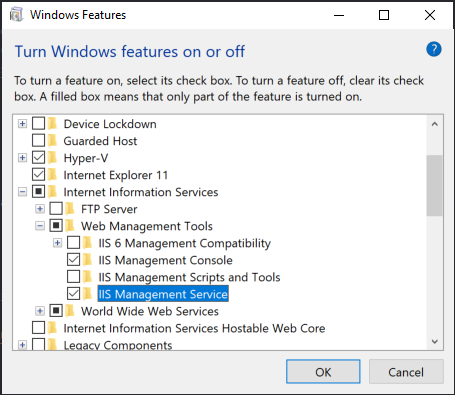 Windows Features
Turn Windows features on or off
To turn a feature on, select its check box. To turn a feature off, clear its check
box. A filled box means that only part of the feature is turned on.
Device Lockdown
Guarded Host
Hyper-V
Internet Explorer 11
Internet Information Services
FTP Server
Web Management Tools
IIS 6 Management Compatibility
IIS Management Console
IIS Management Scripts and Tools
IIS Management Service
World Wide Web Services
Internet Information Services Hostable Web Core
Legacy Components
OK
Cancel